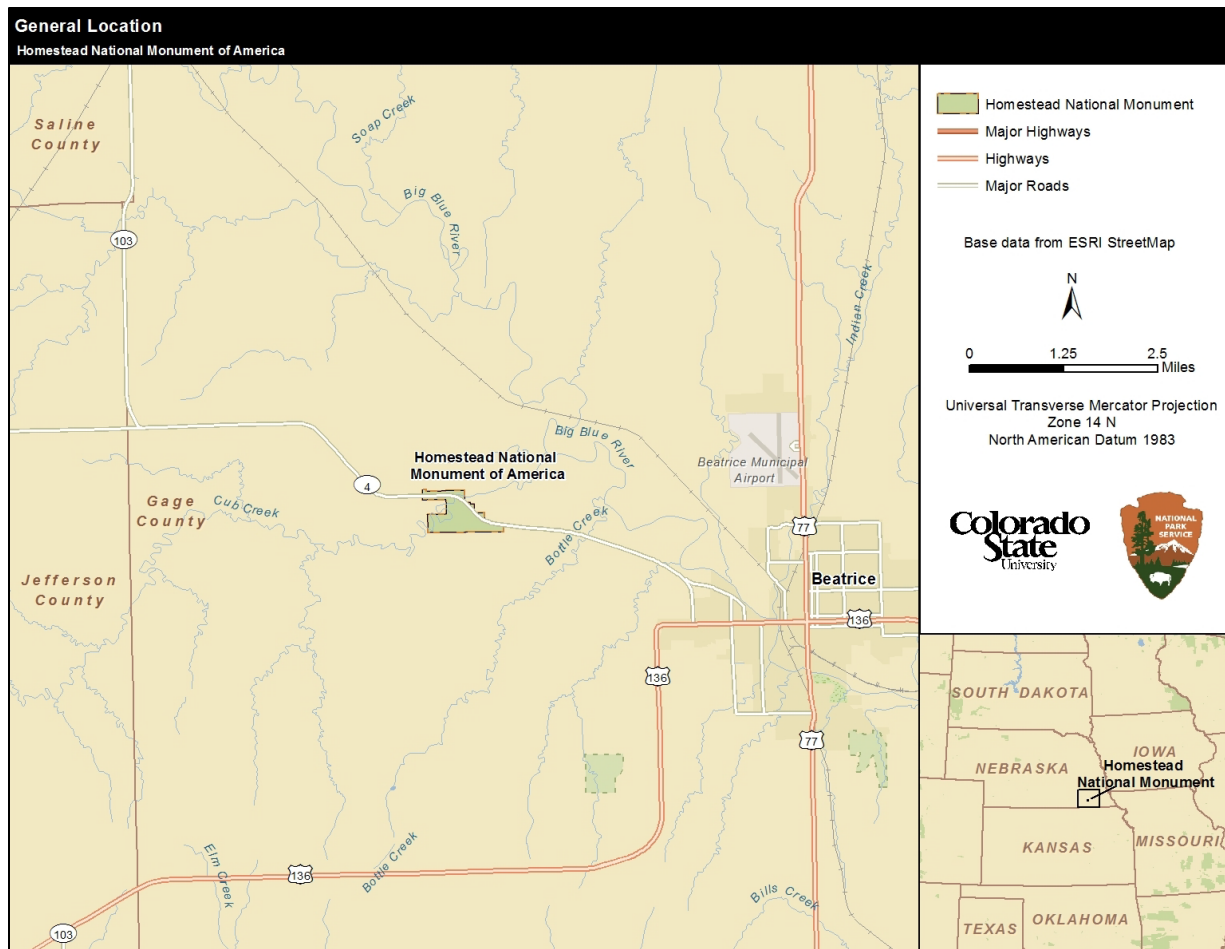 General Location
Homestead National Monument of America
Saline
County
Soap Creek
Big Blue
River
103
Indian Creek
Big Blue River
Beatrice Municipal
Airport
Homestead National
Monument of America
4
Gage
County
Cub Creek
Bottle Creek
77
Jefferson
County
Beatrice
136
136
77
Elm Creek
136
Bottle Creek
Bills Creek
103
Homestead National Monument
Major Highways
Highways
Major Roads
Base data from ESRI StreetMap
N
0 1.25 2.5
Miles
Universal Transverse Mercator Projection
Zone 14 N
North American Datum 1983
Colorado
State
University
NATIONAL
PARK
SERVICE
SOUTH DAKOTA
IOWA
NEBRASKA
Homestead
National Monument
KANSAS
MISSOURI
OKLAHOMA
TEXAS